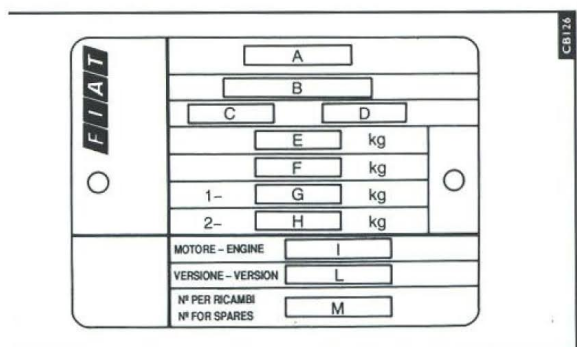 CB126
FIAT
A
B
C D
E kg
F kg
1- G kg
2- H kg
MOTORE - ENGINE I
VERSIONE - VERSION L
Nº PER RICAMBI
Nº FOR SPARES M